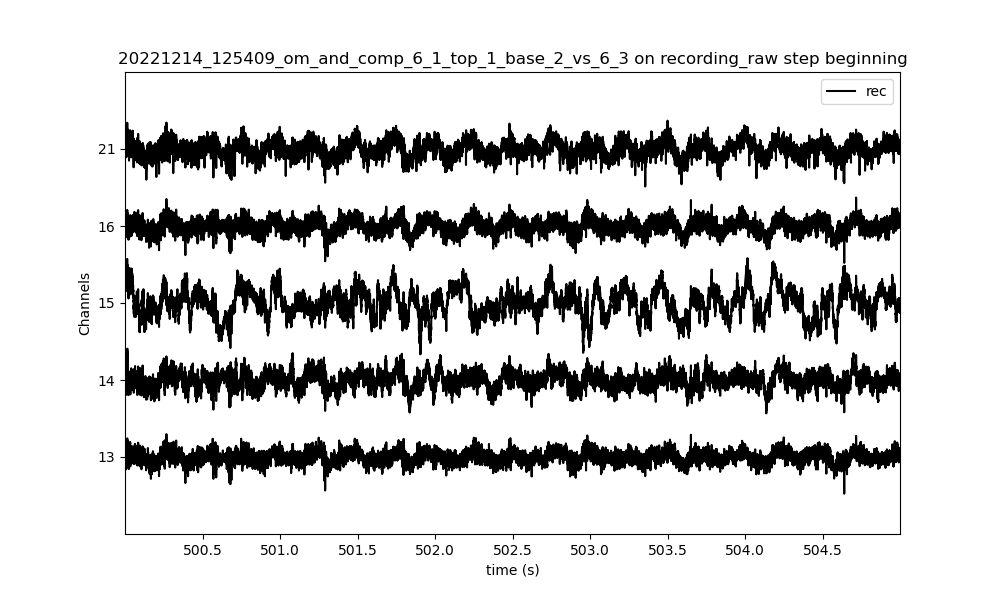 20221214_125409_om_and_comp_6_1_top_1_base_2_vs_6_3 on recording_raw step beginning
rec
21
16
15
14
13
Channels
500.5 501.0 501.5 502.0 502.5 503.0 503.5 504.0 504.5
time (s)